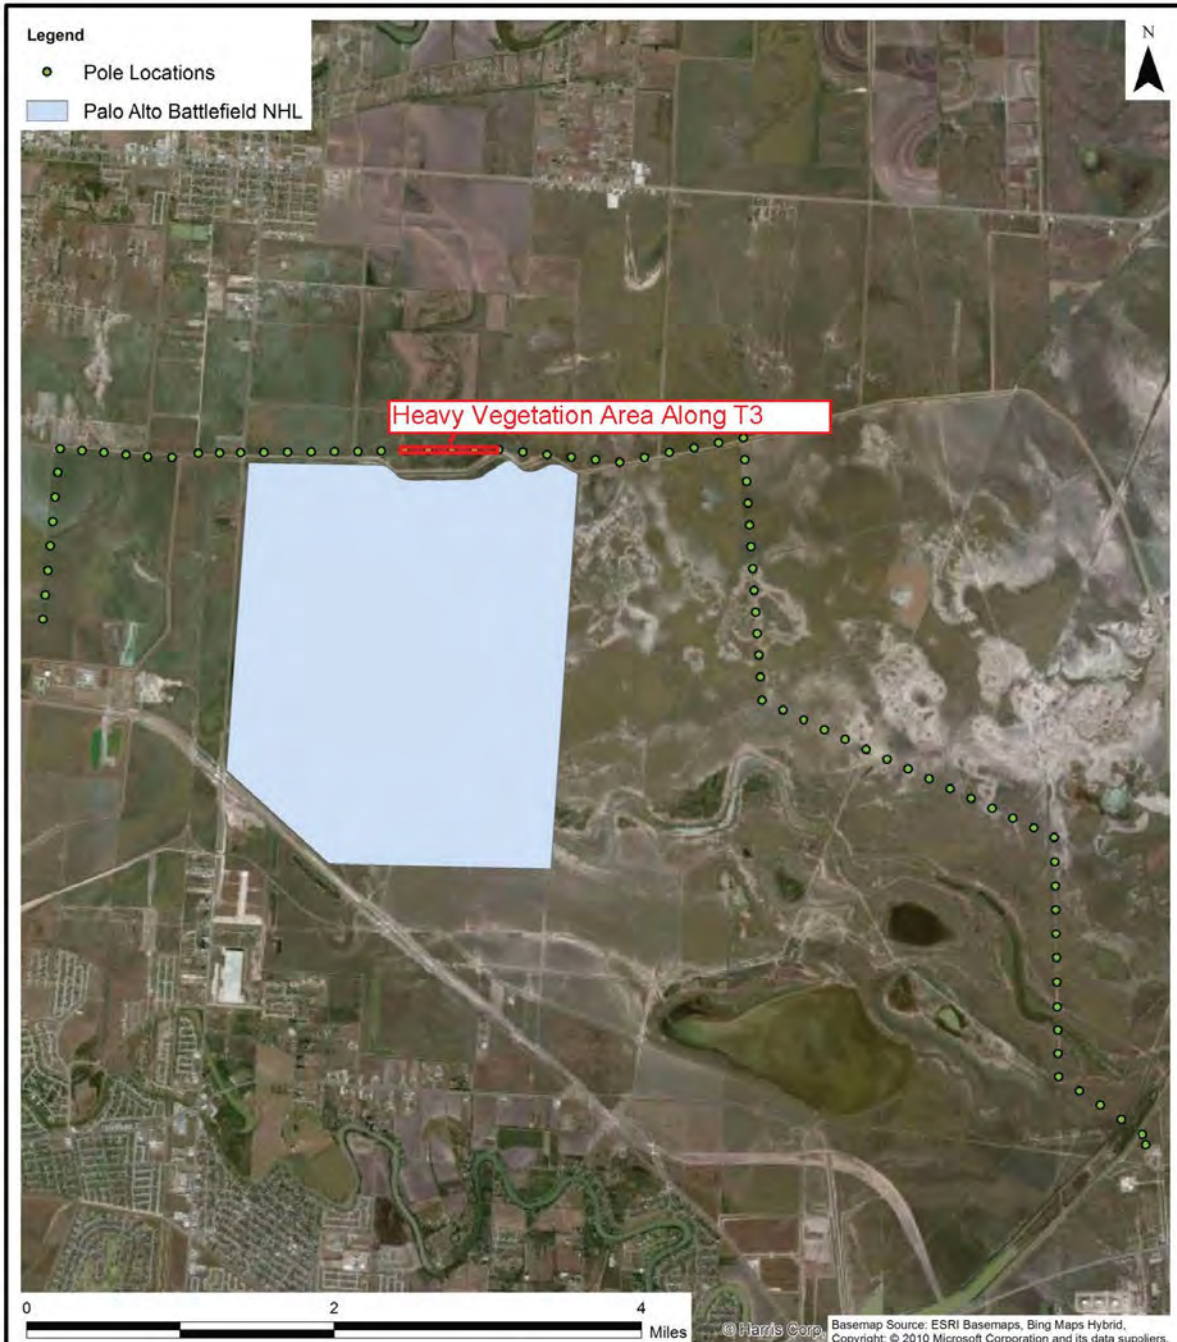 Legend
Pole Locations
Palo Alto Battlefield NHL
N
Heavy Vegetation Area Along T3
0 2 4
Miles
© Harris Corp,
Basemap Source: ESRI Basemaps, Bing Maps Hybrid,
Copyright: © 2010 Microsoft Corporation and its data suppliers.